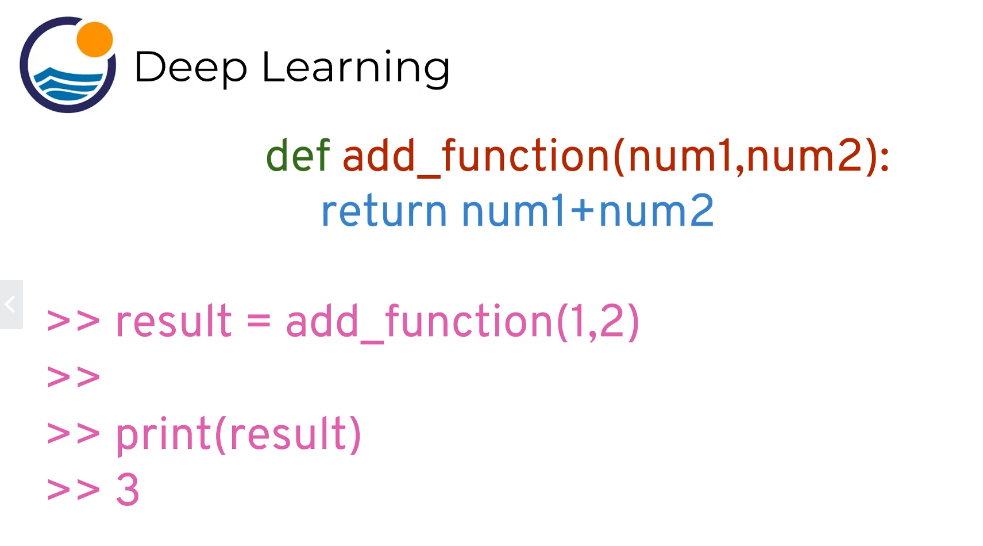 Deep Learning
def add_function(num1,num2):
return num1+num2
>> result = add_function(1,2)
>>
>> print(result)
>> 3